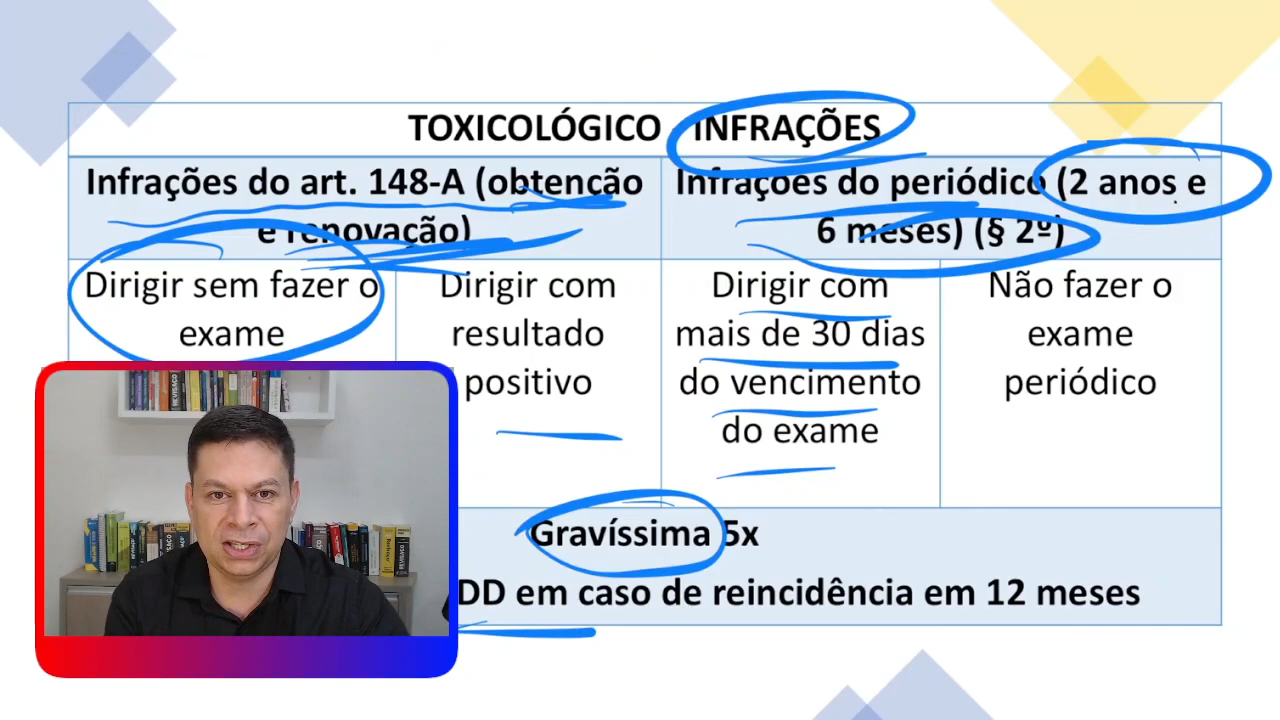 TOXICOLÓGICO INFRAÇÕES
Infrações do art. 148-A (obtenção
e renovação)
Infrações do periódico (2 anos e
6 meses) (§ 2º)
Dirigir sem fazer o
exame
Dirigir com
resultado
positivo
Dirigir com
mais de 30 dias
do vencimento
do exame
Não fazer o
exame
periódico
Gravíssima 5x
DD em caso de reincidência em 12 meses
REVISAÇO
REVISAÇO